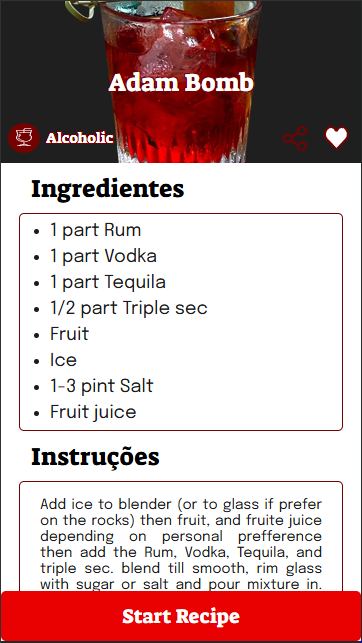 Adam Bomb
Alcoholic
Ingredientes
1 part Rum
1 part Vodka
1 part Tequila
1/2 part Triple sec
Fruit
Ice
1-3 pint Salt
Fruit juice
Instruções
Add ice to blender (or to glass if prefer
on the rocks) then fruit, and fruite juice
depending on personal prefference
then add the Rum, Vodka, Tequila, and
triple sec. blend till smooth, rim glass
with sugar or salt and pour mixture in.
Start Recipe